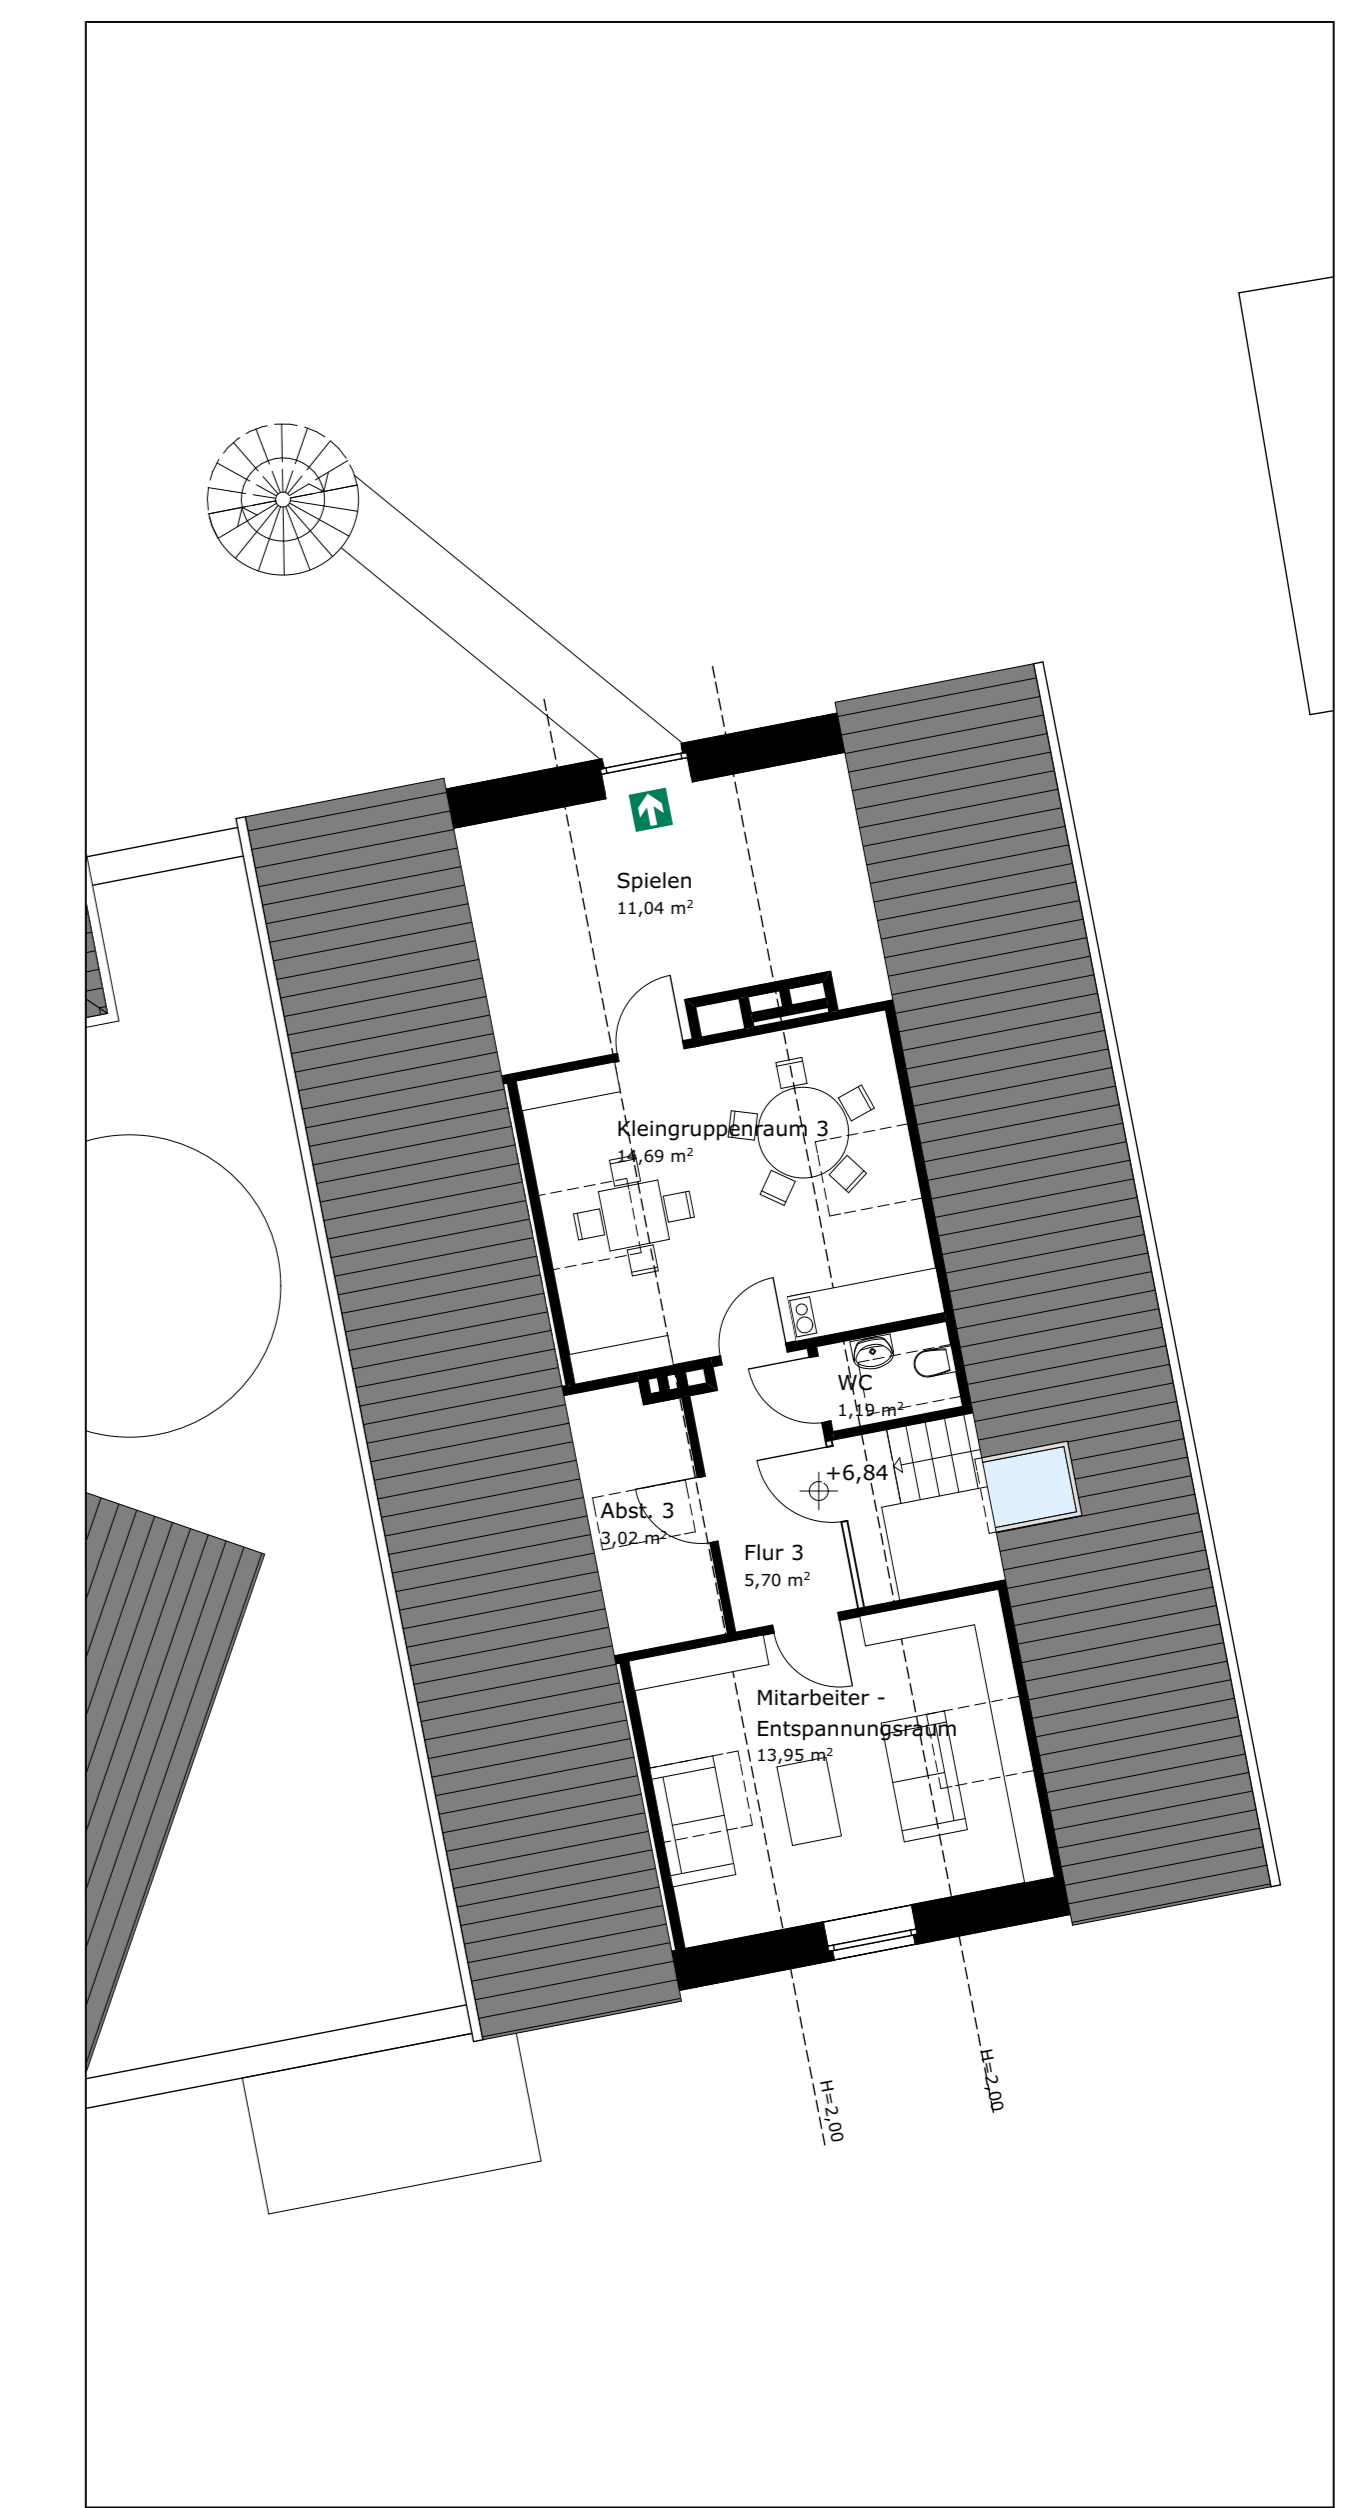 Spielen
11,04 m²
Kleingruppenraum 3
14,69 m²
WC
1,19 m²
+6,84
Abst. 3
3,02 m²
Flur 3
5,70 m²
Mitarbeiter -
Entspannungsraum
13,95 m²
H=2,00
H=2,00